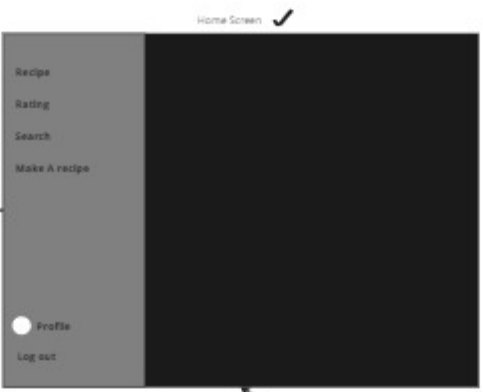 Home Screen
Recipe
Rating
Search
Make A recipe
Profile
Log out